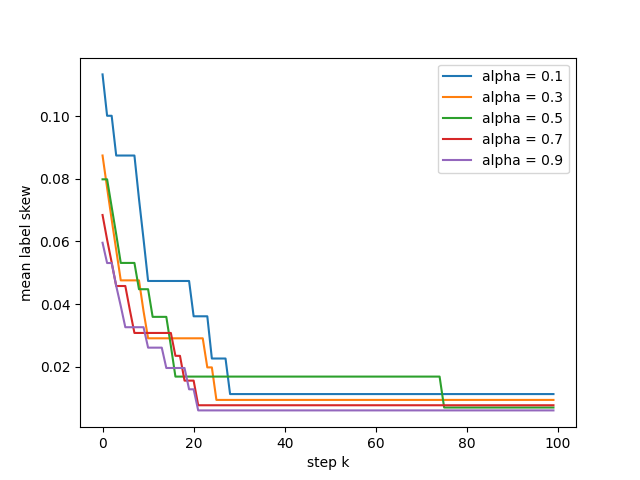 alpha = 0.1
alpha = 0.3
alpha = 0.5
alpha = 0.7
alpha = 0.9
mean label skew
0.10
0.08
0.06
0.04
0.02
0 20 40 60 80 100
step k